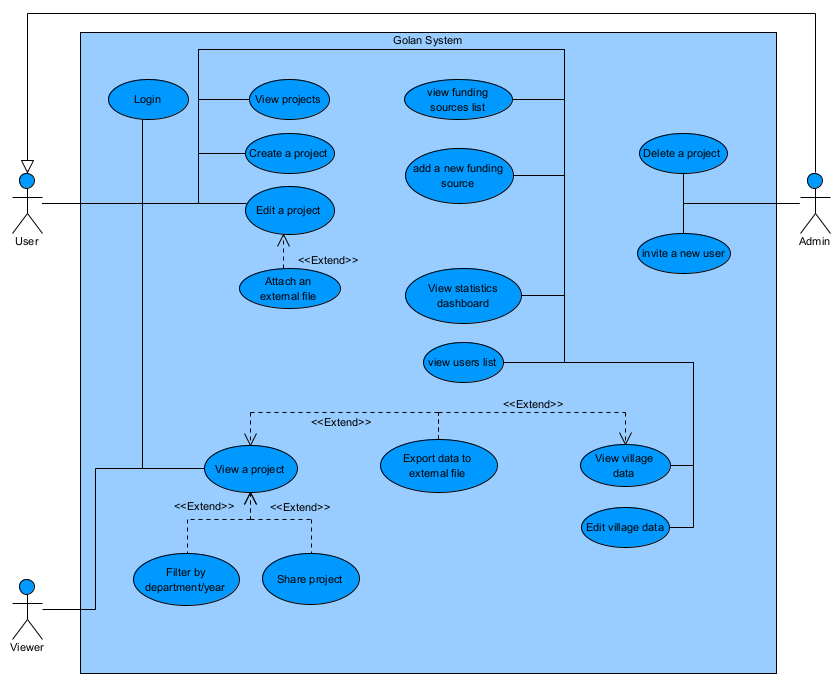 Golan System
Login
View projects
view funding
sources list
Create a project
Delete a project
add a new funding
source
User
Edit a project
Admin
invite a new user
<<Extend>>
Attach an
external file
View statistics
dashboard
view users list
<<Extend>>
<<Extend>>
View a project
Export data to
external file
View village
data
<<Extend>>
<<Extend>>
Edit village data
Filter by
department/year
Share project
Viewer